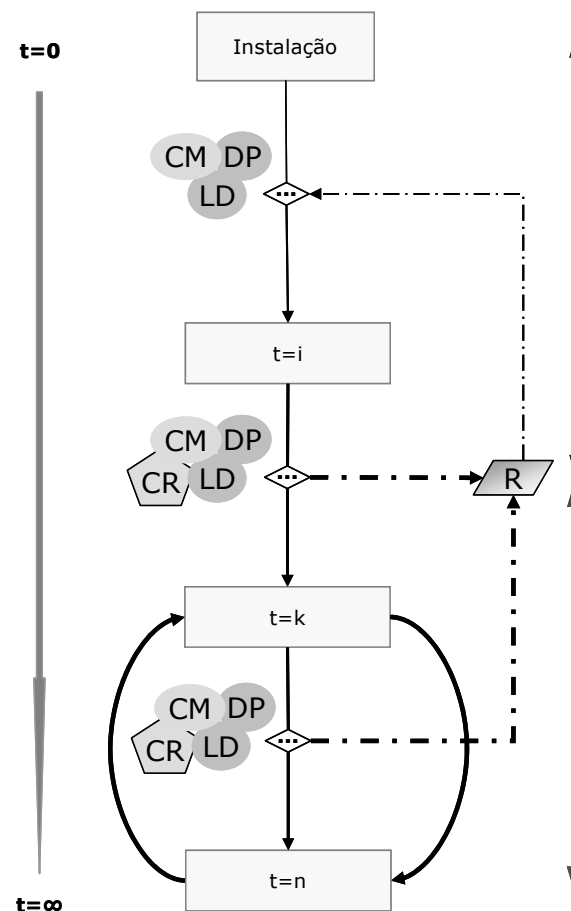 t=0
Instalação
CM DP
LD
...
t=i
CM DP
CR LD
...
R
t=k
CM DP
CR LD
...
t=n
t=∞